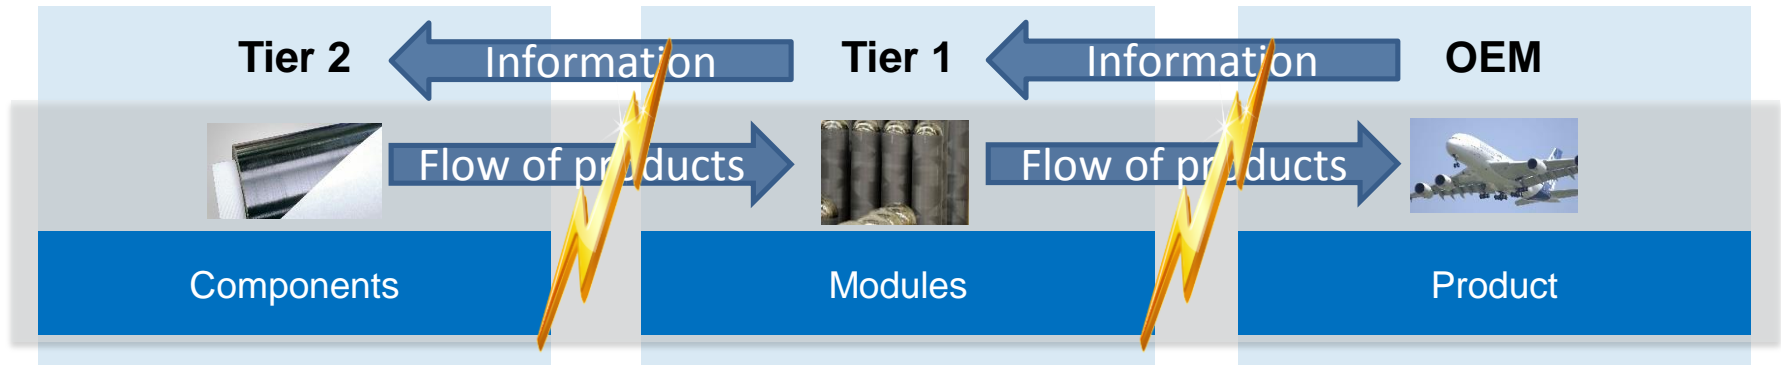 Tier 2
Information
Tier 1
Information
OEM
Flow of products
Flow of products
Components
Modules
Product